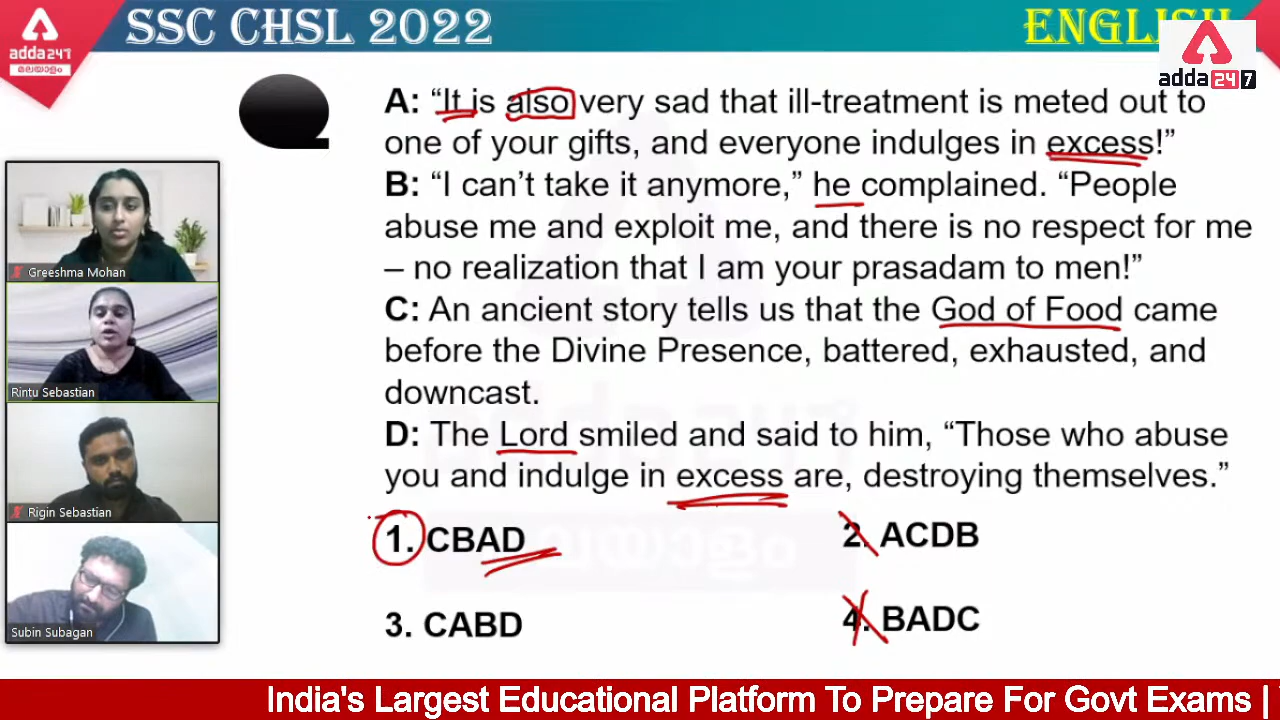 SSC CHSL 2022
ENGLISH
adda247
മലയാളം
adda247
A: “It is also very sad that ill-treatment is meted out to
one of your gifts, and everyone indulges in excess!”
B: “I can’t take it anymore,” he complained. “People
abuse me and exploit me, and there is no respect for me
– no realization that I am your prasadam to men!”
C: An ancient story tells us that the God of Food came
before the Divine Presence, battered, exhausted, and
downcast.
D: The Lord smiled and said to him, “Those who abuse
you and indulge in excess are, destroying themselves.”
1. CBAD
2. ACDB
3. CABD
4. BADC
adda247
മലയാളം
Greeshma Mohan
Rintu Sebastian
Rigin Sebastian
Subin Subagan
India's Largest Educational Platform To Prepare For Govt Exams |